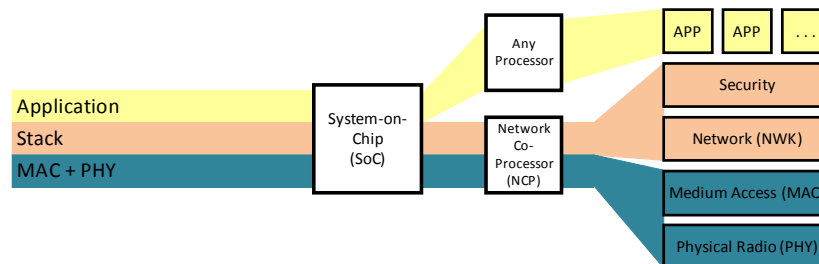 Application
Stack
MAC + PHY
System-on-
Chip
(SoC)
Any
Processor
Network
Co-
Processor
(NCP)
APP APP ...
Security
Network (NWK)
Medium Access (MAC
Physical Radio (PHY)